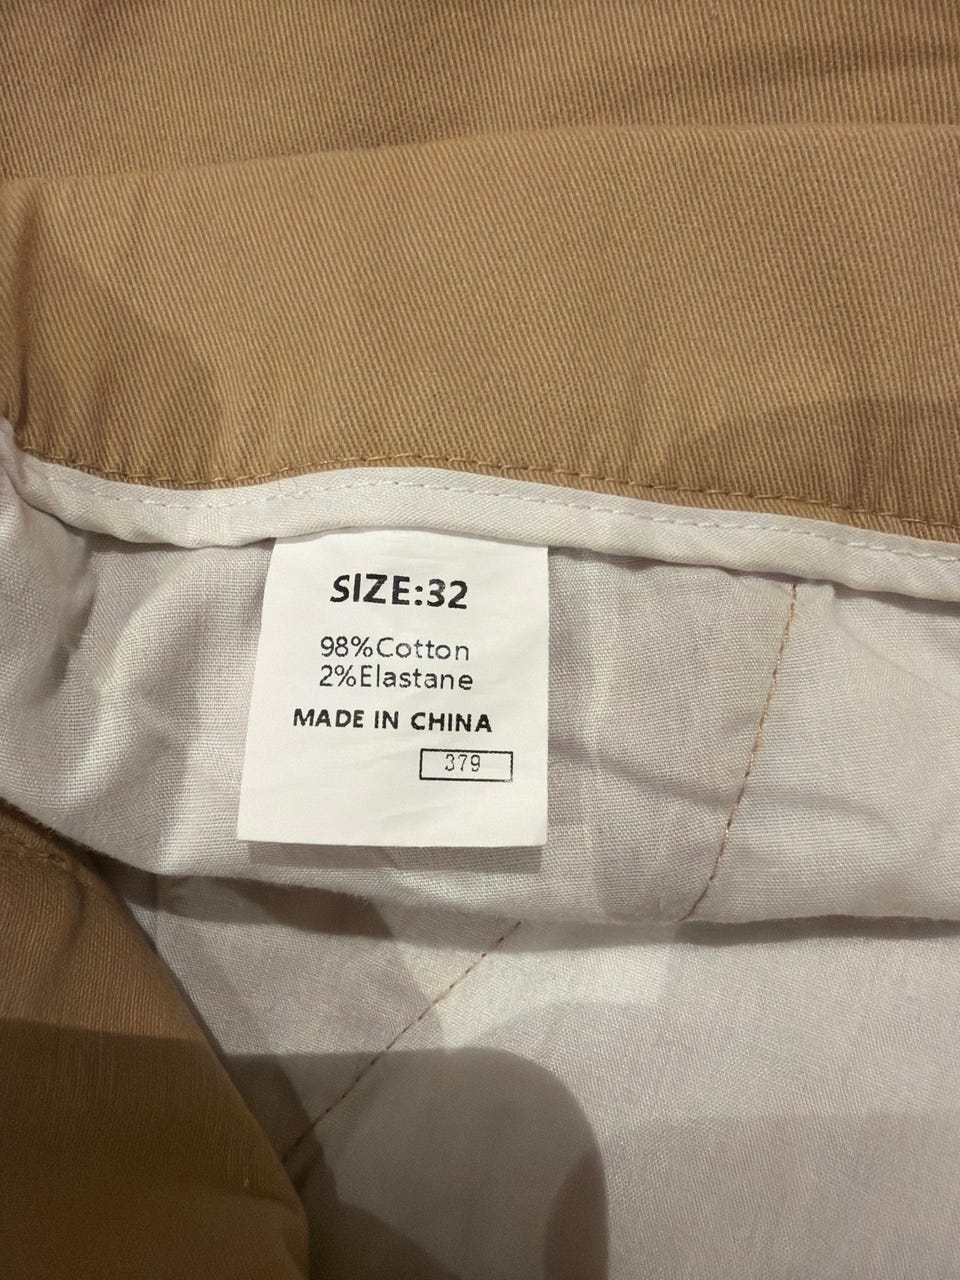 SIZE:32
98%Cotton
2%Elastane
MADE IN CHINA
379